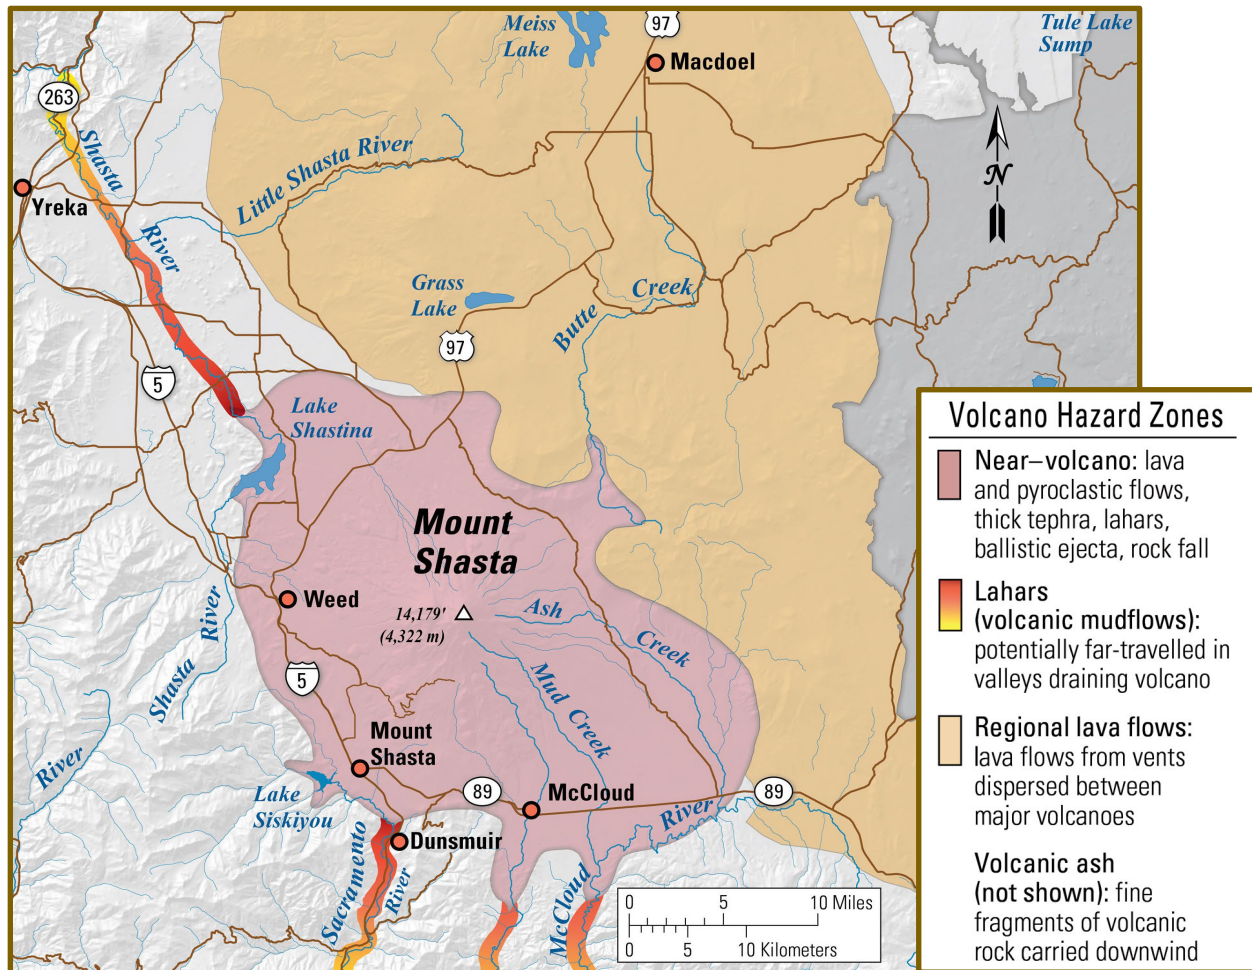 Meiss
Lake
97
Macdoel
Tule Lake
Sump
263
Shasta
River
Yreka
Little Shasta River
N
Grass
Lake
Butte
Creek
97
5
Lake
Shastina
Mount
Shasta
14,179'
(4,322 m)
Weed
Ash
Creek
Shasta
River
5
Mud
Creek
River
Mount
Shasta
Lake
Siskiyou
89
McCloud
River
89
Dunsmuir
Sacramento
River
McCloud
0 5 10 Miles
0 5 10 Kilometers
Volcano Hazard Zones
Near–volcano: lava
and pyroclastic flows,
thick tephra, lahars,
ballistic ejecta, rock fall
Lahars
(volcanic mudflows):
potentially far-travelled in
valleys draining volcano
Regional lava flows:
lava flows from vents
dispersed between
major volcanoes
Volcanic ash
(not shown): fine
fragments of volcanic
rock carried downwind